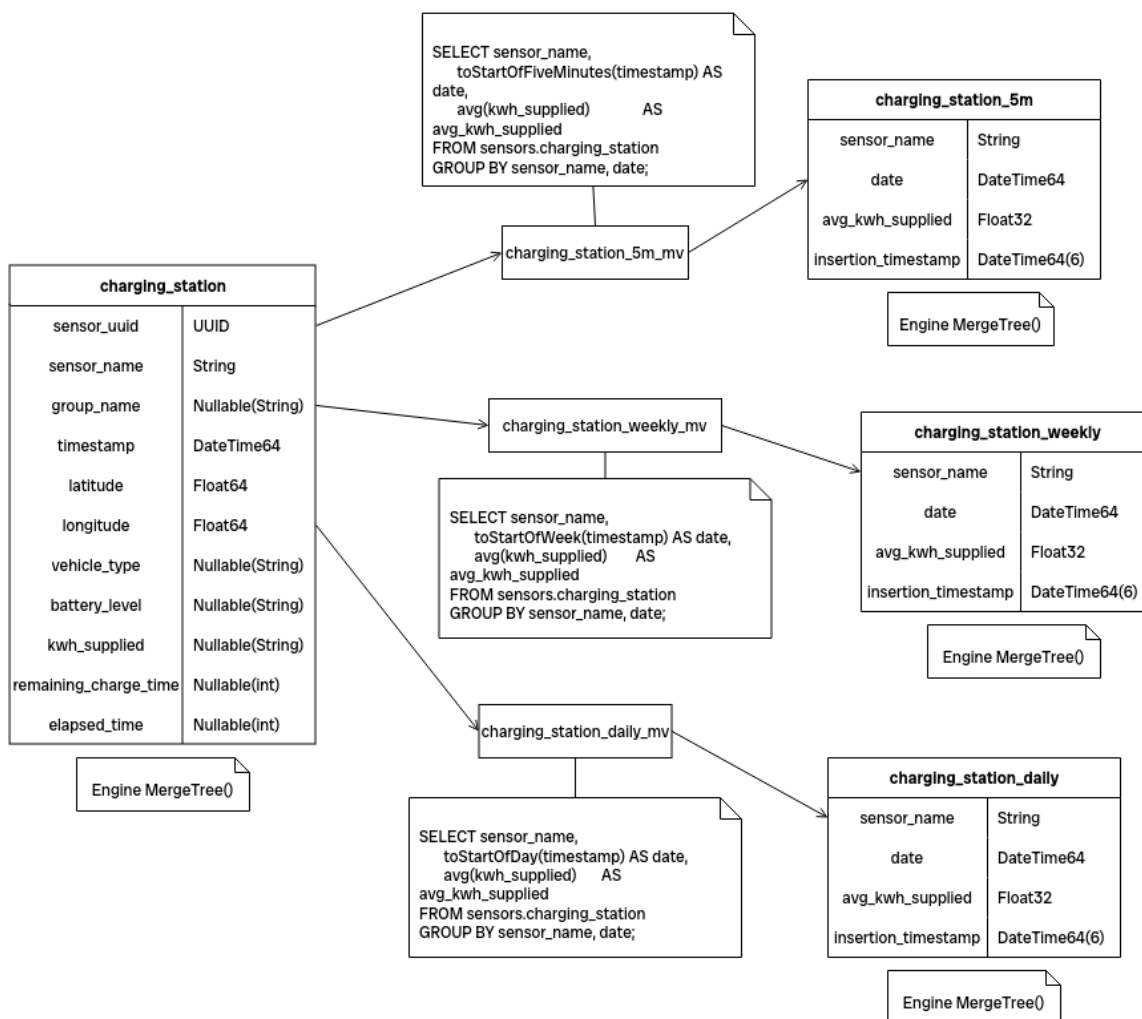 SELECT sensor_name,
toStartOfFiveMinutes(timestamp) AS
date,
avg(kwh_supplied) AS
avg_kwh_supplied
FROM sensors.charging_station
GROUP BY sensor_name, date;
charging_station_5m_mv
charging_station_5m
sensor_name String
date DateTime64
avg_kwh_supplied Float32
insertion_timestamp DateTime64(6)
Engine MergeTree()
charging_station
sensor_uuid UUID
sensor_name String
group_name Nullable(String)
timestamp DateTime64
latitude Float64
longitude Float64
vehicle_type Nullable(String)
battery_level Nullable(String)
kwh_supplied Nullable(String)
remaining_charge_time Nullable(int)
elapsed_time Nullable(int)
Engine MergeTree()
charging_station_weekly_mv
SELECT sensor_name,
toStartOfWeek(timestamp) AS date,
avg(kwh_supplied) AS
avg_kwh_supplied
FROM sensors.charging_station
GROUP BY sensor_name, date;
charging_station_weekly
sensor_name String
date DateTime64
avg_kwh_supplied Float32
insertion_timestamp DateTime64(6)
Engine MergeTree()
charging_station_daily_mv
SELECT sensor_name,
toStartOfDay(timestamp) AS date,
avg(kwh_supplied) AS
avg_kwh_supplied
FROM sensors.charging_station
GROUP BY sensor_name, date;
charging_station_daily
sensor_name String
date DateTime64
avg_kwh_supplied Float32
insertion_timestamp DateTime64(6)
Engine MergeTree()